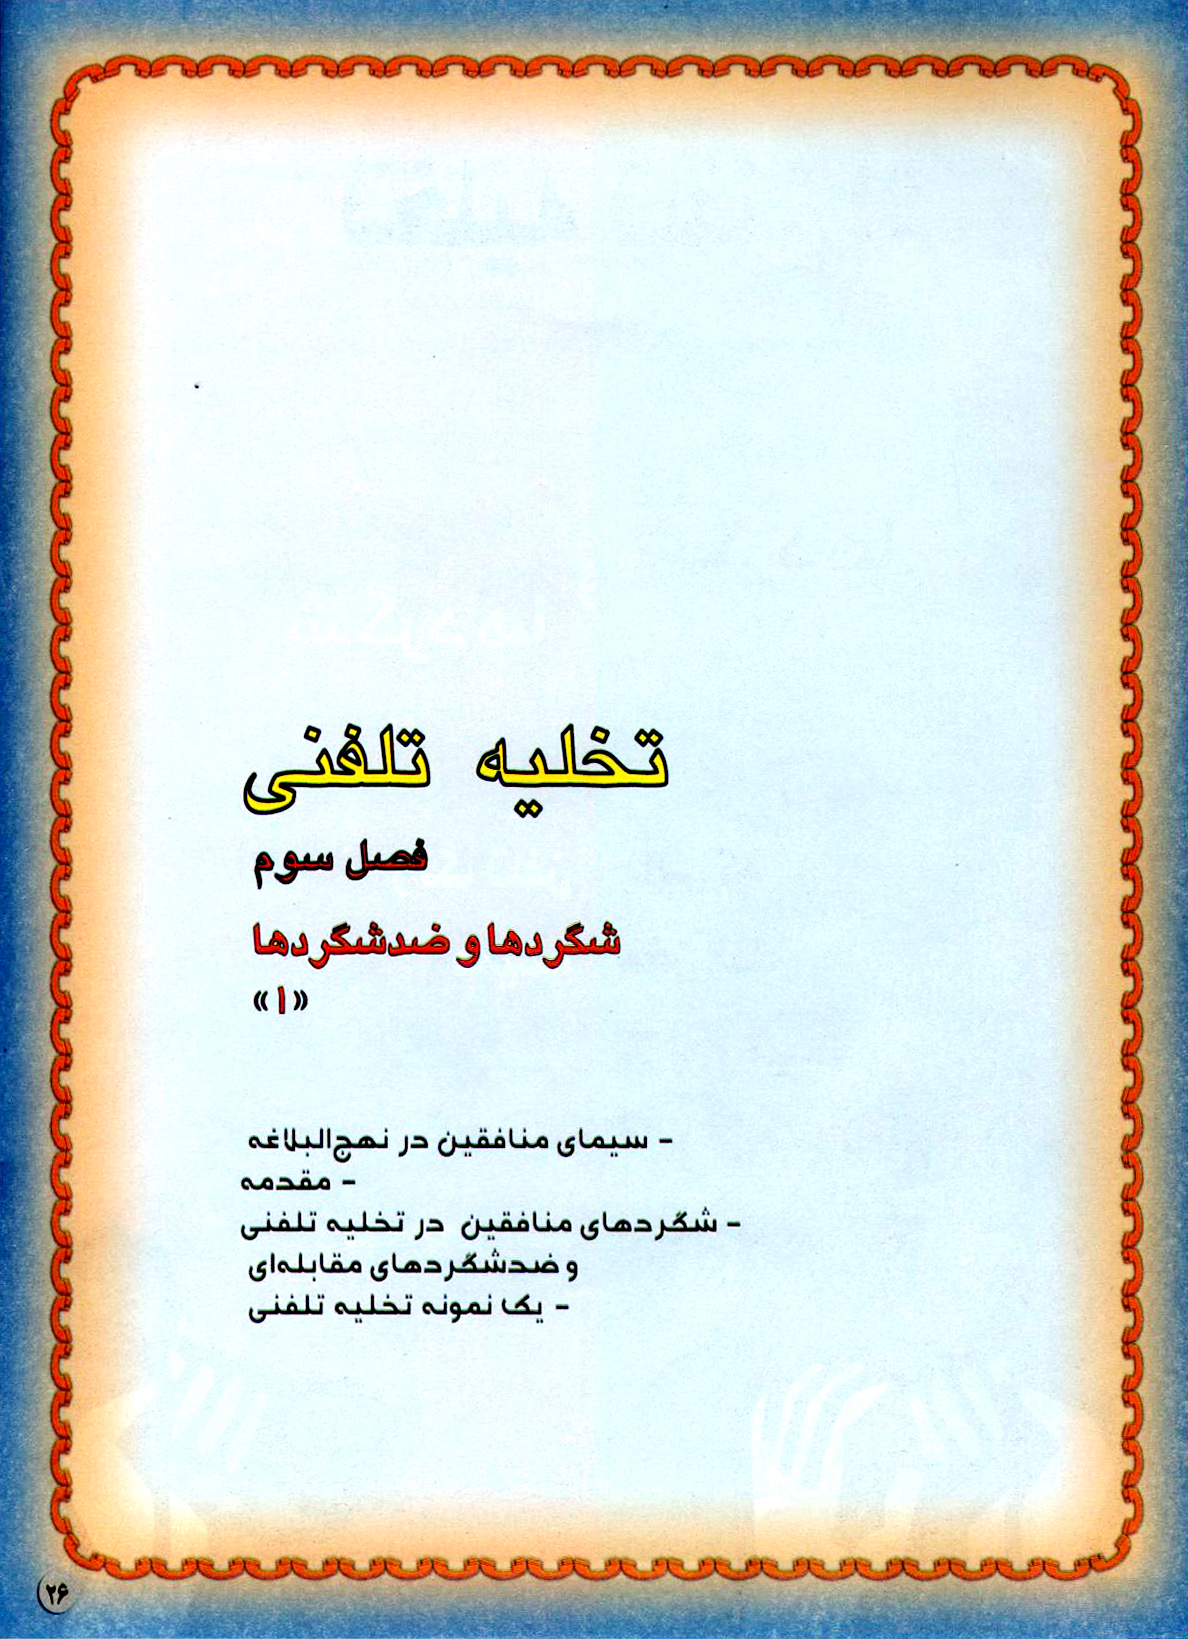 تخلیه تلفنی
فصل سوم
شگردها و ضدشگردها
«۱»
- سیمای منافقین در نهج‌البلاغه
- مقدمه
- شگردهای منافقین در تخلیه تلفنی
و ضدشگردهای مقابله‌ای
- یک نمونه تخلیه تلفنی
۲۶